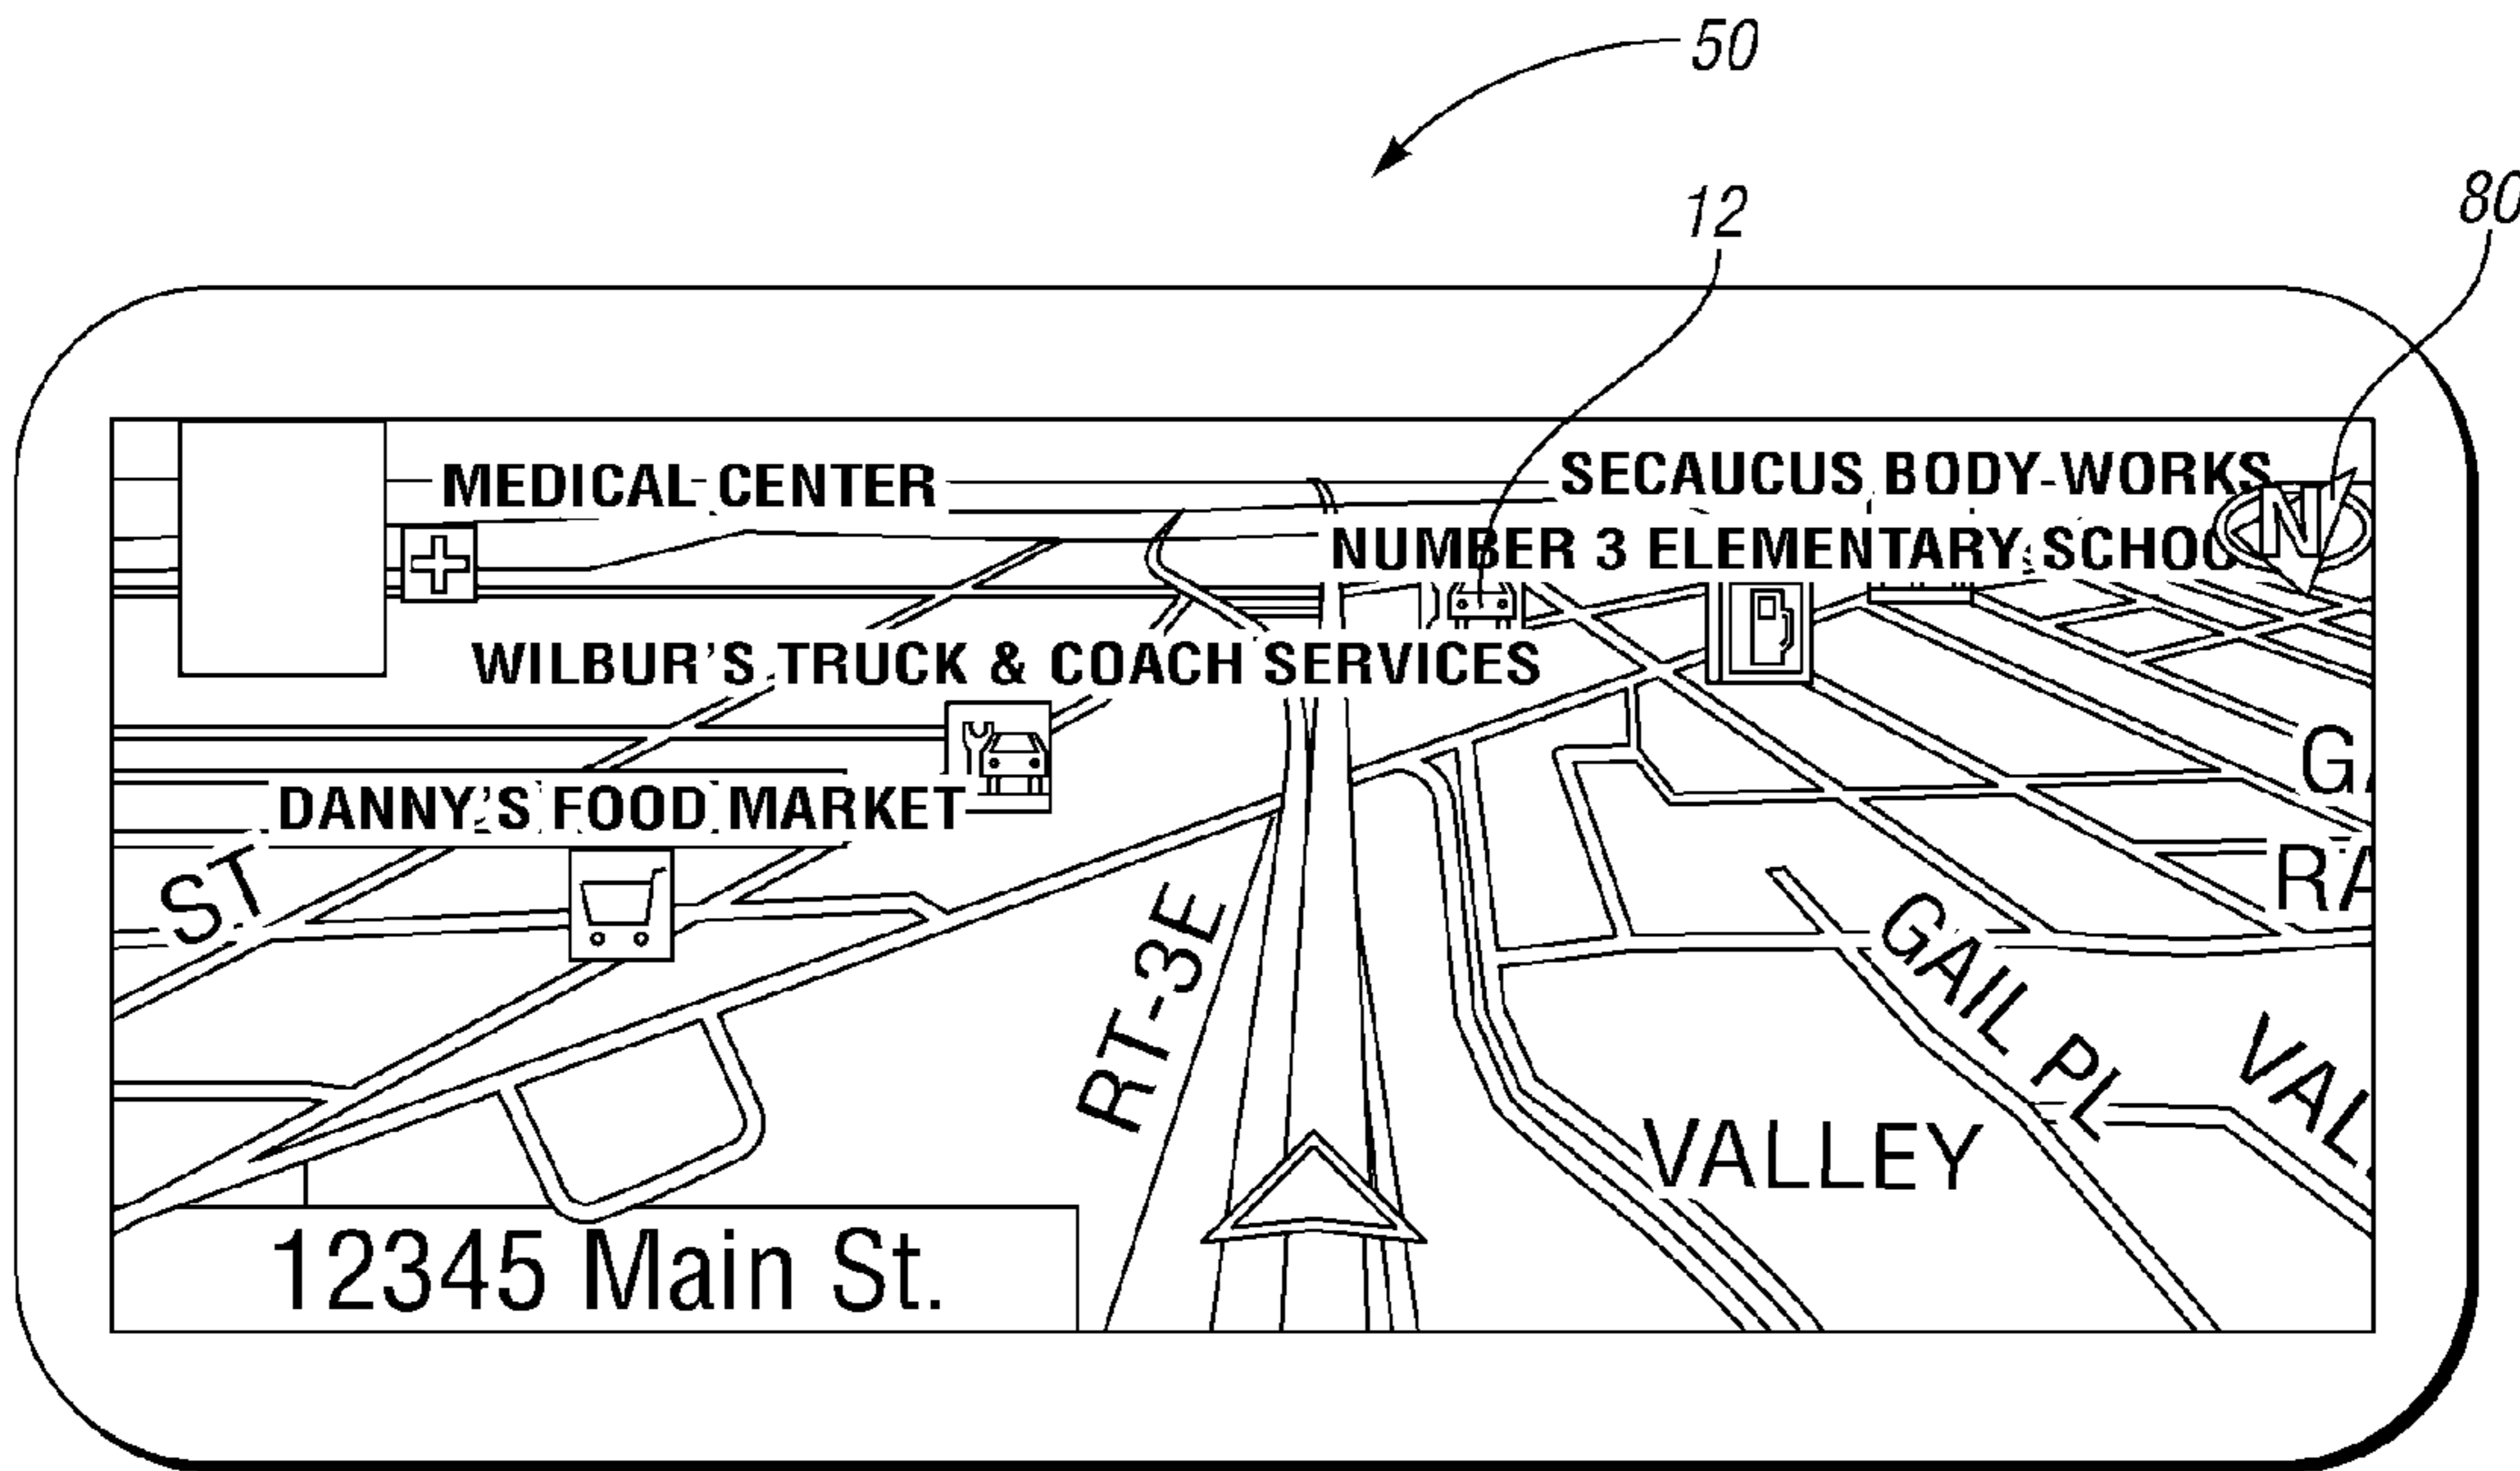 50
12
80
MEDICAL CENTER
SECAUCUS BODY WORKS
N
NUMBER 3 ELEMENTARY SCHOO
WILBUR'S TRUCK & COACH SERVICES
DANNY'S FOOD MARKET
GA
ST
RA
RT-3E
GAIL PL
VAL
VALLEY
12345 Main St.